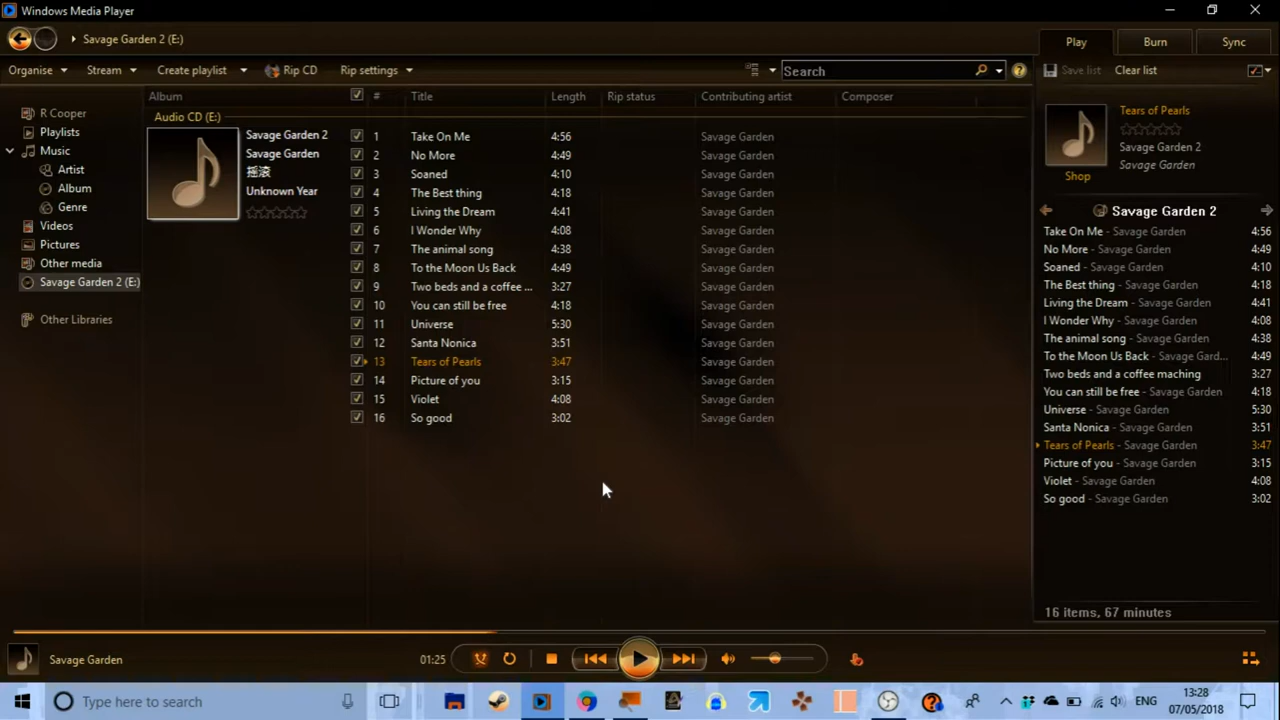 Windows Media Player
Savage Garden 2 (E:)
Play Burn Sync
Organise Stream Create playlist Rip CD Rip settings Search
Save list Clear list
R Cooper
Playlists
Music
Artist
Album
Genre
Videos
Pictures
Other media
Savage Garden 2 (E:)
Other Libraries
Album # Title Length Rip status Contributing artist Composer
Audio CD (E:)
Savage Garden 2
Savage Garden
摇滚
Unknown Year
1 Take On Me 4:56 Savage Garden
2 No More 4:49 Savage Garden
3 Soaned 4:10 Savage Garden
4 The Best thing 4:18 Savage Garden
5 Living the Dream 4:41 Savage Garden
6 I Wonder Why 4:08 Savage Garden
7 The animal song 4:38 Savage Garden
8 To the Moon Us Back 4:49 Savage Garden
9 Two beds and a coffee ... 3:27 Savage Garden
10 You can still be free 4:18 Savage Garden
11 Universe 5:30 Savage Garden
12 Santa Nonica 3:51 Savage Garden
13 Tears of Pearls 3:47 Savage Garden
14 Picture of you 3:15 Savage Garden
15 Violet 4:08 Savage Garden
16 So good 3:02 Savage Garden
Tears of Pearls
Savage Garden 2
Savage Garden
Shop
Savage Garden 2
Take On Me - Savage Garden 4:56
No More - Savage Garden 4:49
Soaned - Savage Garden 4:10
The Best thing - Savage Garden 4:18
Living the Dream - Savage Garden 4:41
I Wonder Why - Savage Garden 4:08
The animal song - Savage Garden 4:38
To the Moon Us Back - Savage Gard... 4:49
Two beds and a coffee maching 3:27
You can still be free - Savage Garden 4:18
Universe - Savage Garden 5:30
Santa Nonica - Savage Garden 3:51
Tears of Pearls - Savage Garden 3:47
Picture of you - Savage Garden 3:15
Violet - Savage Garden 4:08
So good - Savage Garden 3:02
16 items, 67 minutes
Savage Garden 01:25
Type here to search ENG 13:28
07/05/2018